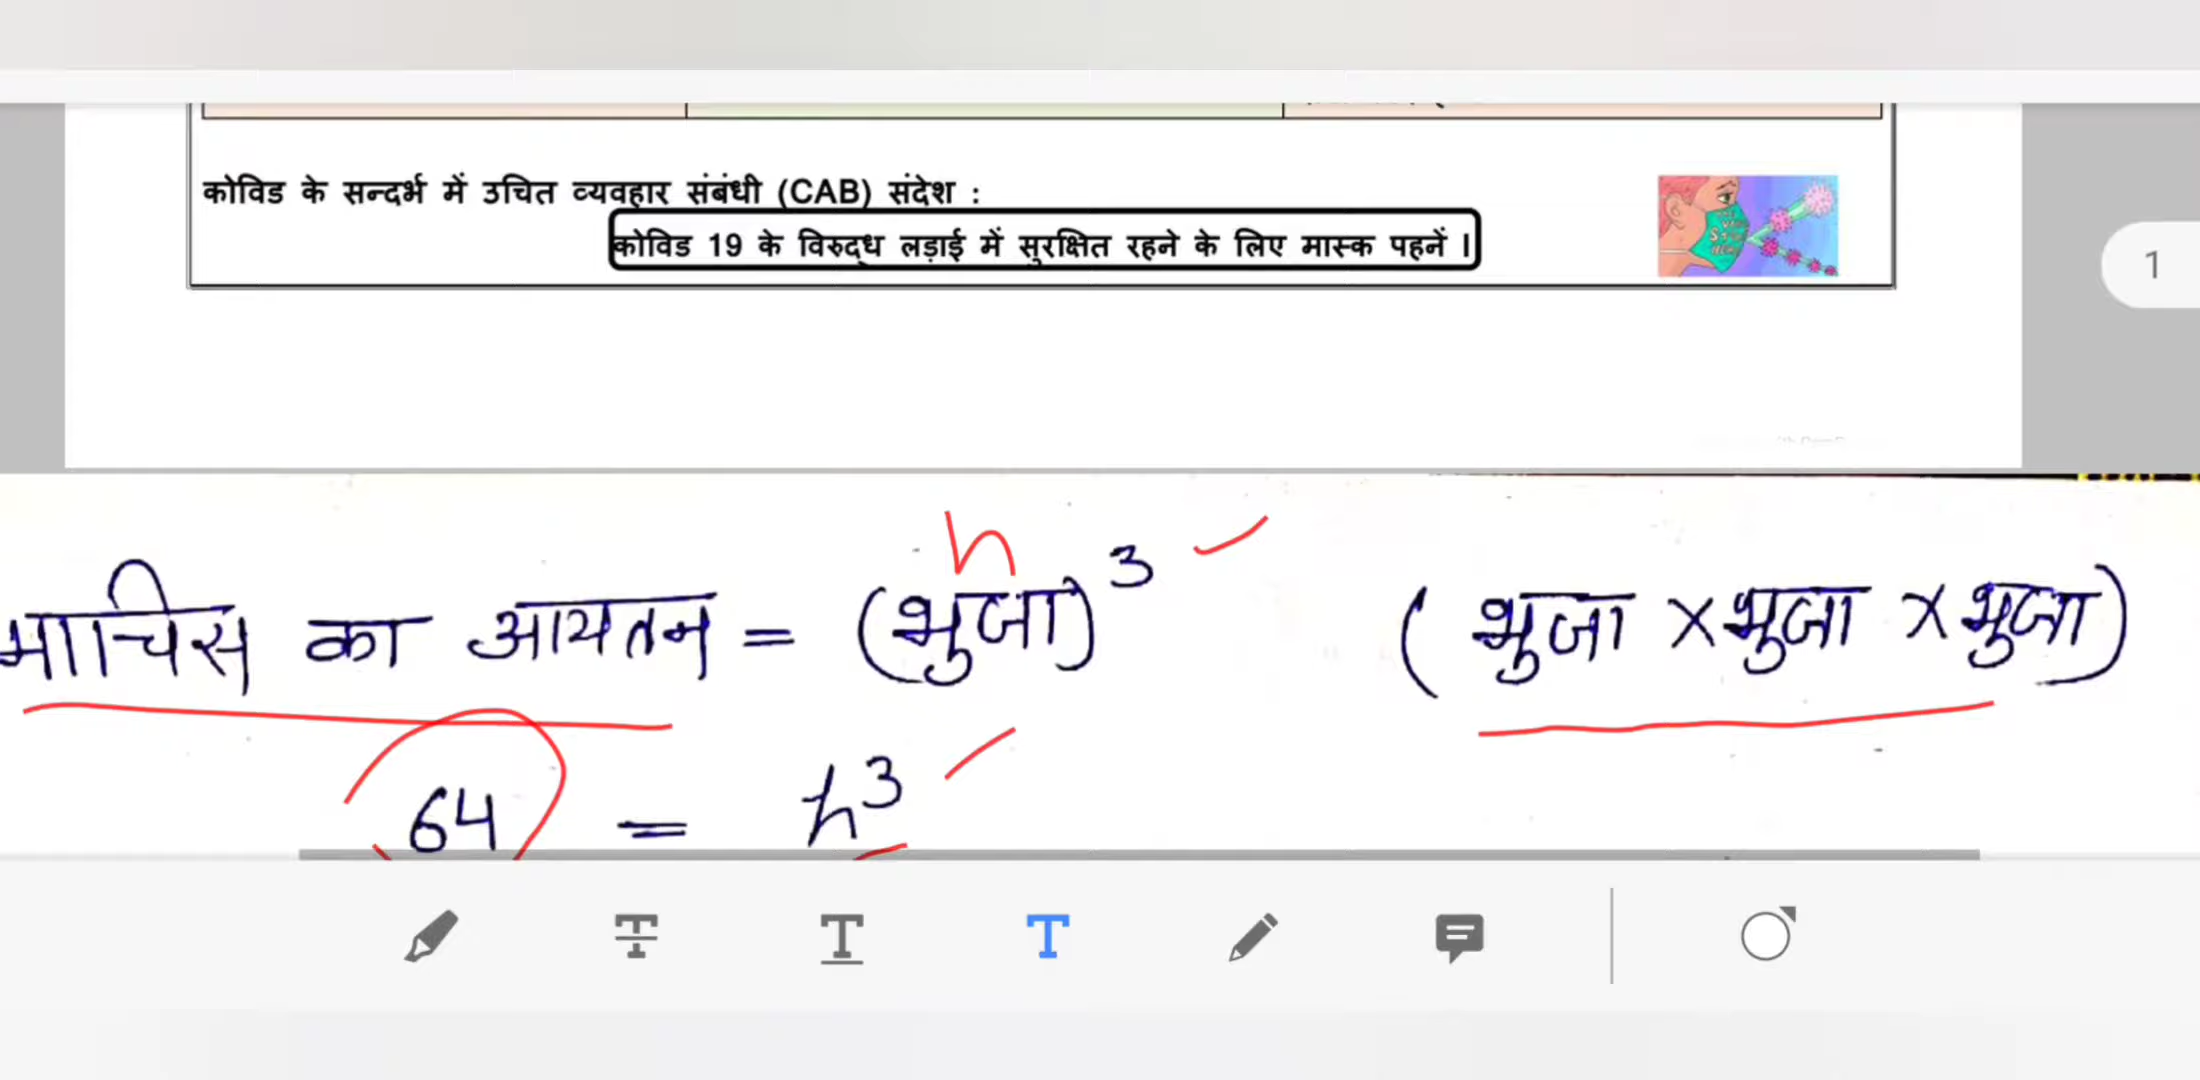 कोविड के सन्दर्भ में उचित व्यवहार संबंधी (CAB) संदेश :
कोविड 19 के विरुद्ध लड़ाई में सुरक्षित रहने के लिए मास्क पहनें ।
1
h
माचिस का आयतन = (भुजा)³ (भुजा × भुजा × भुजा)
64 = h³